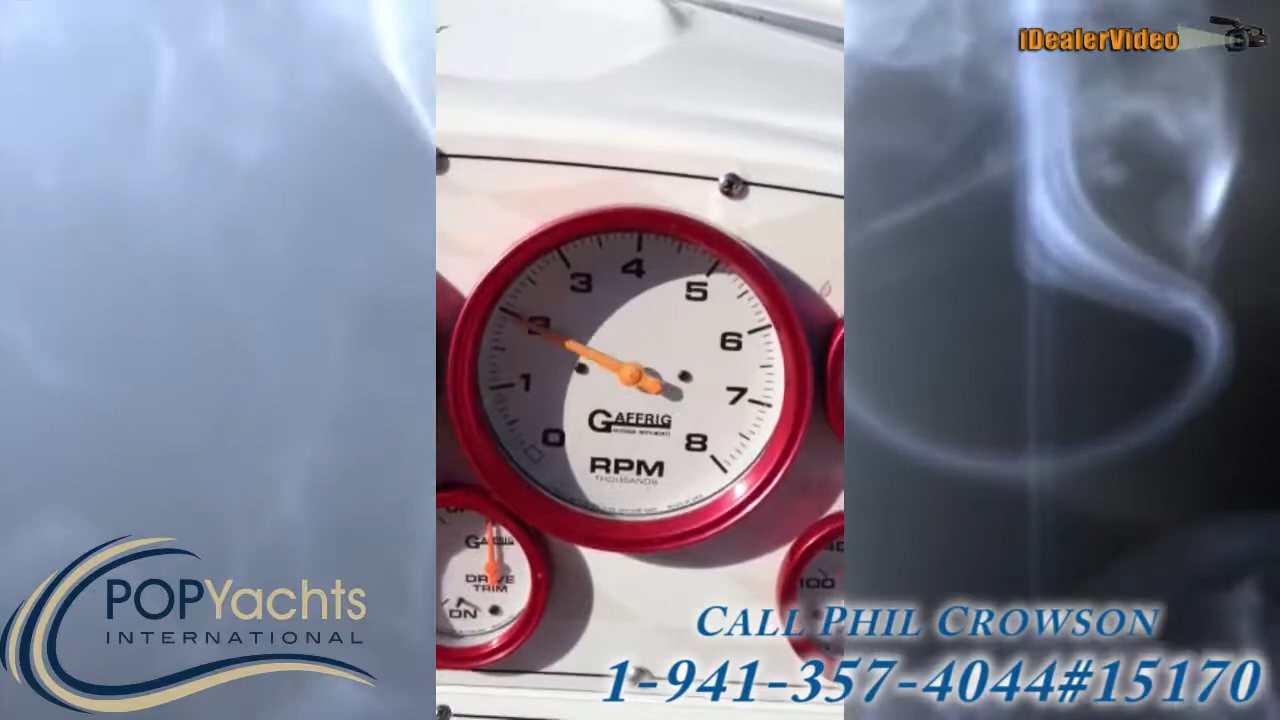 iDealerVideo
4
3
5
2
6
1
7
0
8
GAFFRIG
RPM
THOUSANDS
GAFFRIG
DRIVE
TRIM
DN
100
POPYachts
INTERNATIONAL
CALL PHIL CROWSON
1-941-357-4044#15170